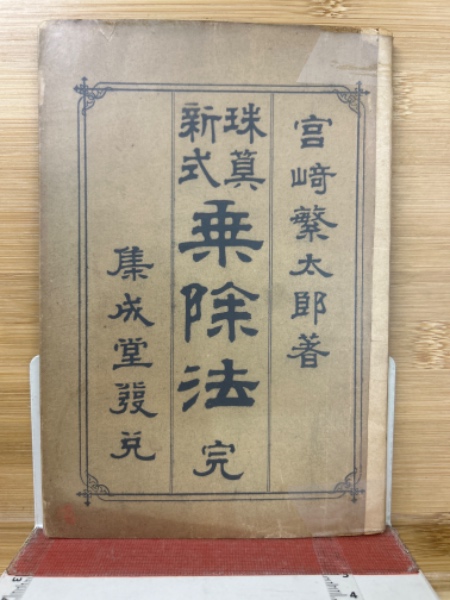 宮崎繁太郎著
珠算
新式
乗除法 完
集成堂發兌